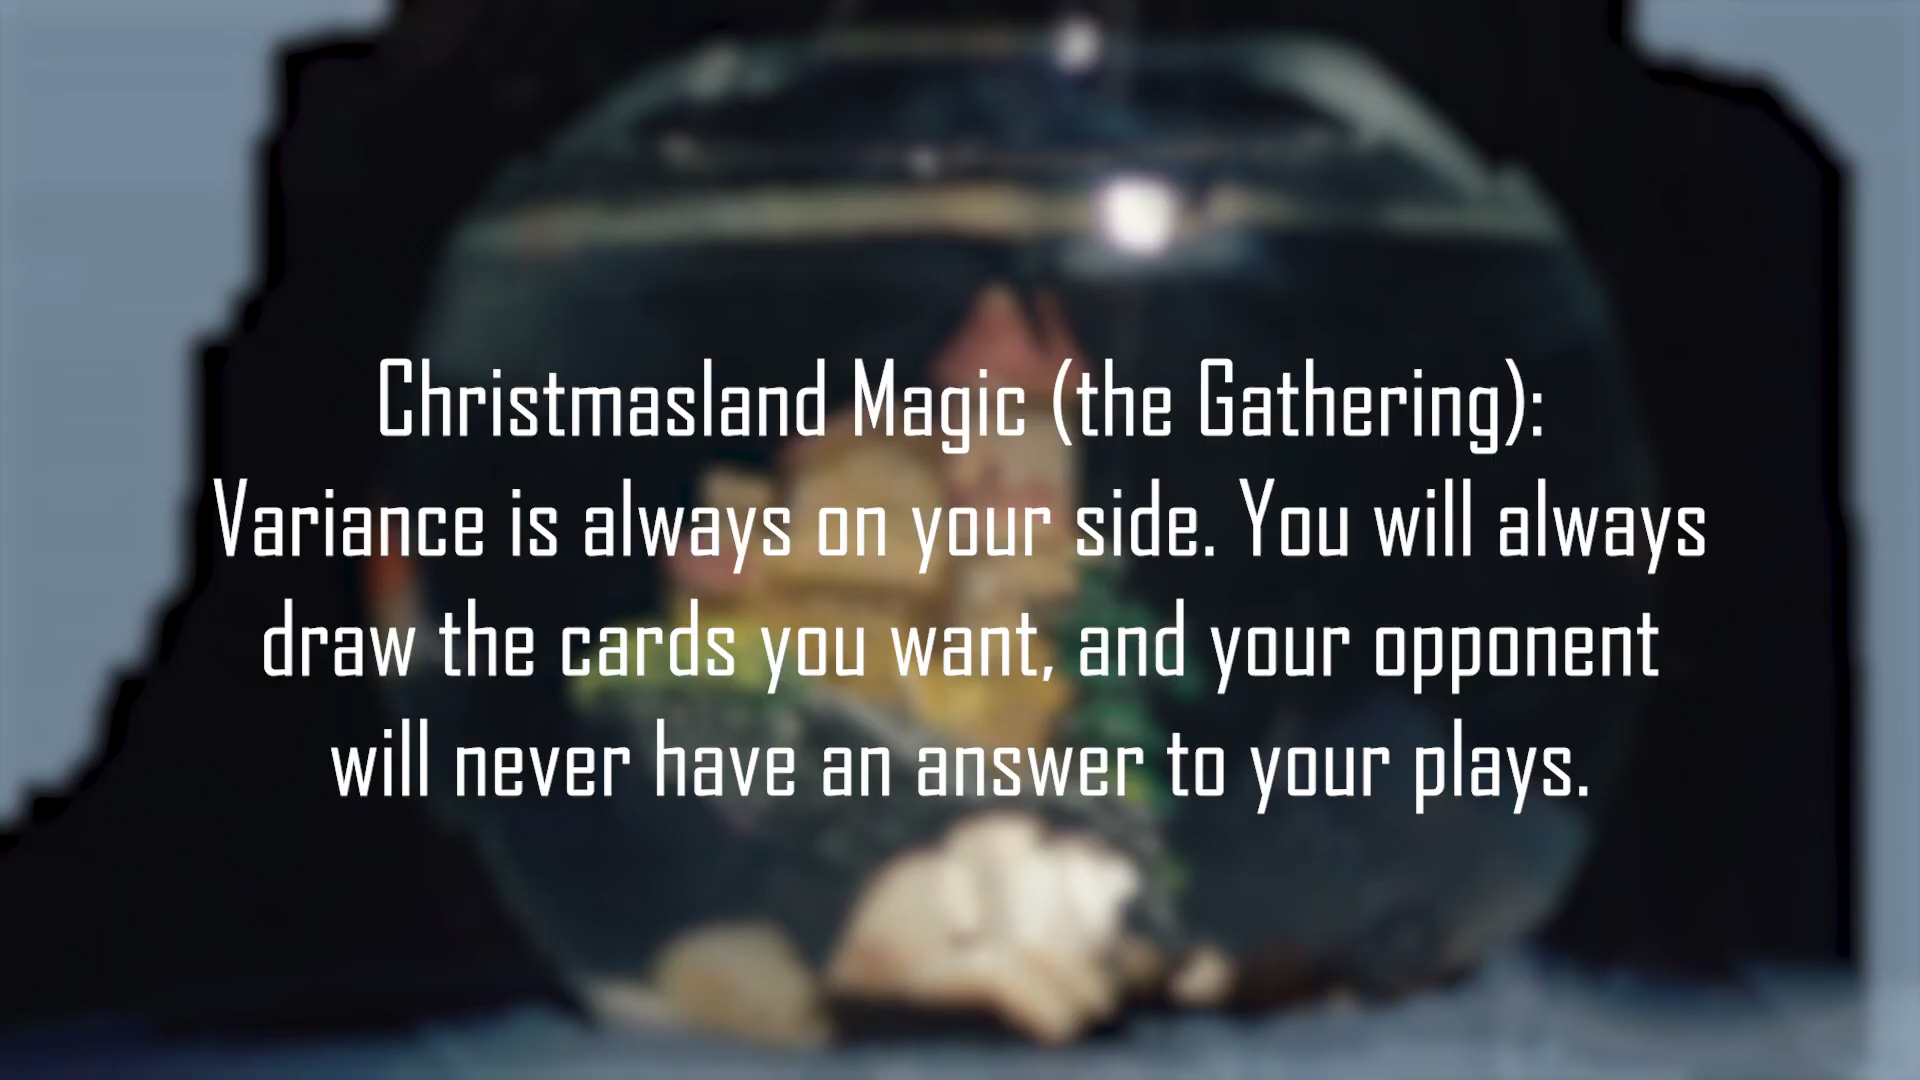 Christmasland Magic (the Gathering):
Variance is always on your side. You will always
draw the cards you want, and your opponent
will never have an answer to your plays.